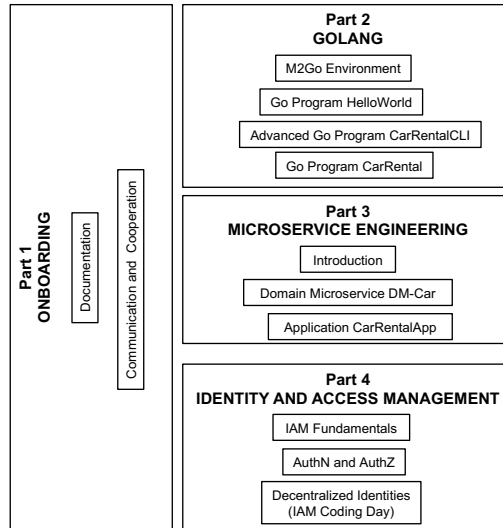 Part 1
ONBOARDING
Documentation
Communication and Cooperation
Part 2
GOLANG
M2Go Environment
Go Program HelloWorld
Advanced Go Program CarRentalCLI
Go Program CarRental
Part 3
MICROSERVICE ENGINEERING
Introduction
Domain Microservice DM-Car
Application CarRentalApp
Part 4
IDENTITY AND ACCESS MANAGEMENT
IAM Fundamentals
AuthN and AuthZ
Decentralized Identities
(IAM Coding Day)